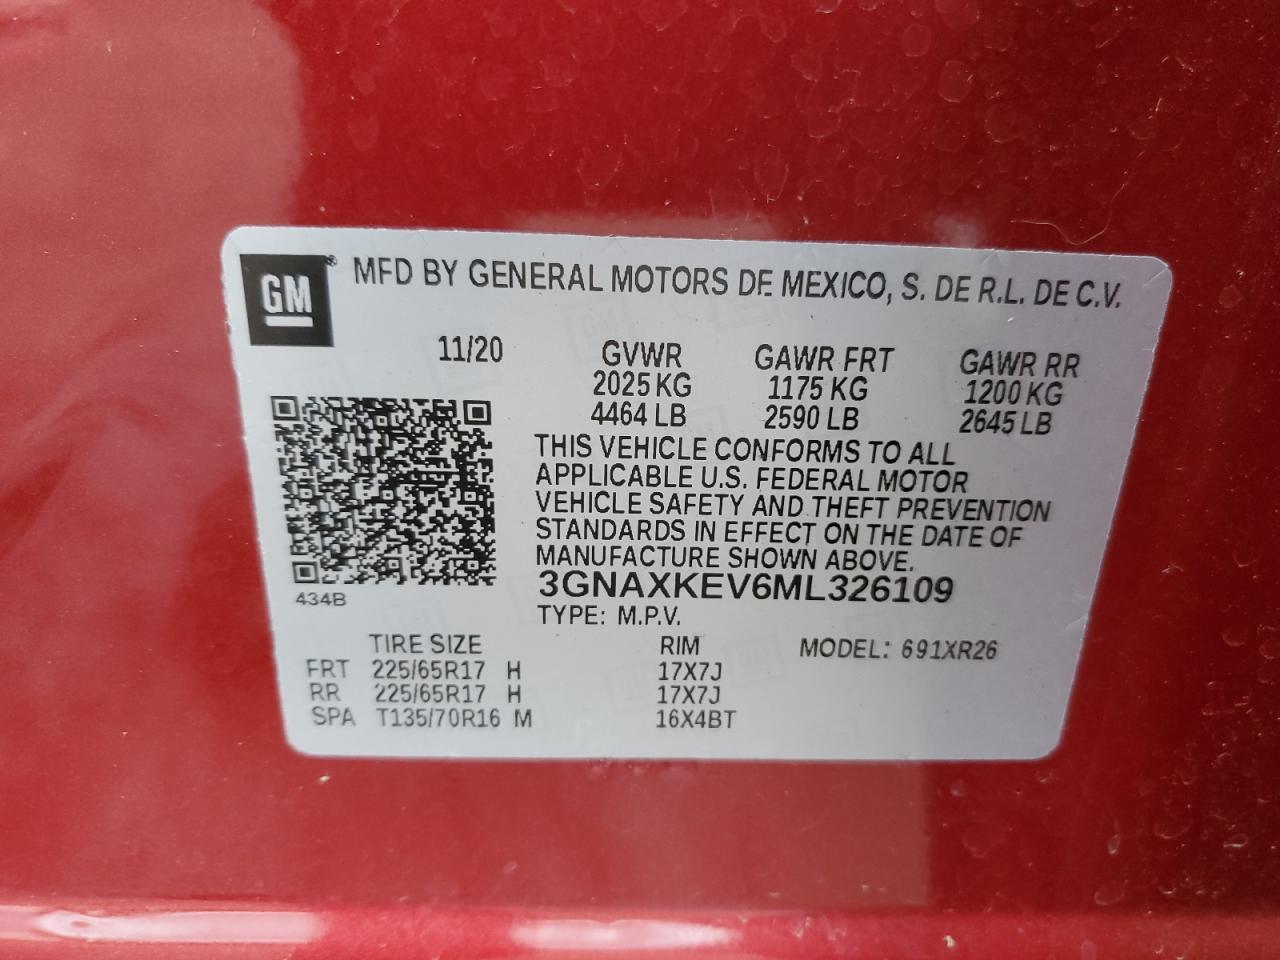 GM® MFD BY GENERAL MOTORS DE MEXICO, S. DE R.L. DE C.V.
11/20 GVWR GAWR FRT GAWR RR
2025 KG 1175 KG 1200 KG
4464 LB 2590 LB 2645 LB
THIS VEHICLE CONFORMS TO ALL
APPLICABLE U.S. FEDERAL MOTOR
VEHICLE SAFETY AND THEFT PREVENTION
STANDARDS IN EFFECT ON THE DATE OF
MANUFACTURE SHOWN ABOVE.
3GNAXKEV6ML326109
434B TYPE: M.P.V.
TIRE SIZE RIM MODEL: 691XR26
FRT 225/65R17 H 17X7J
RR 225/65R17 H 17X7J
SPA T135/70R16 M 16X4BT